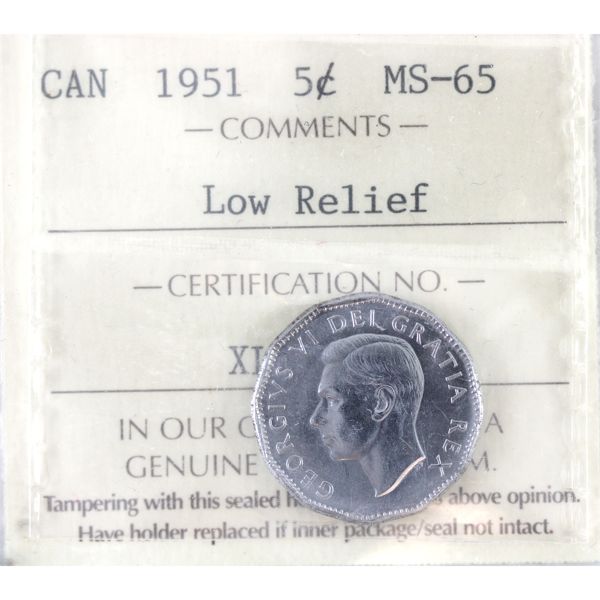 CAN 1951 5¢ MS-65
— COMMENTS —
Low Relief
— CERTIFICATION NO. —
XI
GEORGIVS VI DEI GRATIA REX
IN OUR A
GENUINE M.
Tampering with this sealed above opinion.
Have holder replaced if inner package/seal not intact.